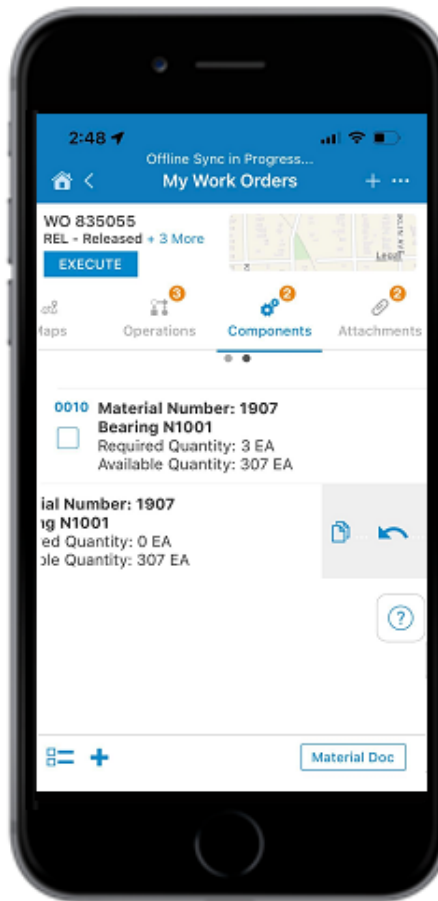 2:48
Offline Sync in Progress...
My Work Orders
WO 835055
REL - Released + 3 More
EXECUTE
3
2
2
Operations
Components
Attachments
0010 Material Number: 1907
Bearing N1001
Required Quantity: 3 EA
Available Quantity: 307 EA
ial Number: 1907
ng N1001
ed Quantity: 0 EA
ble Quantity: 307 EA
?
Material Doc